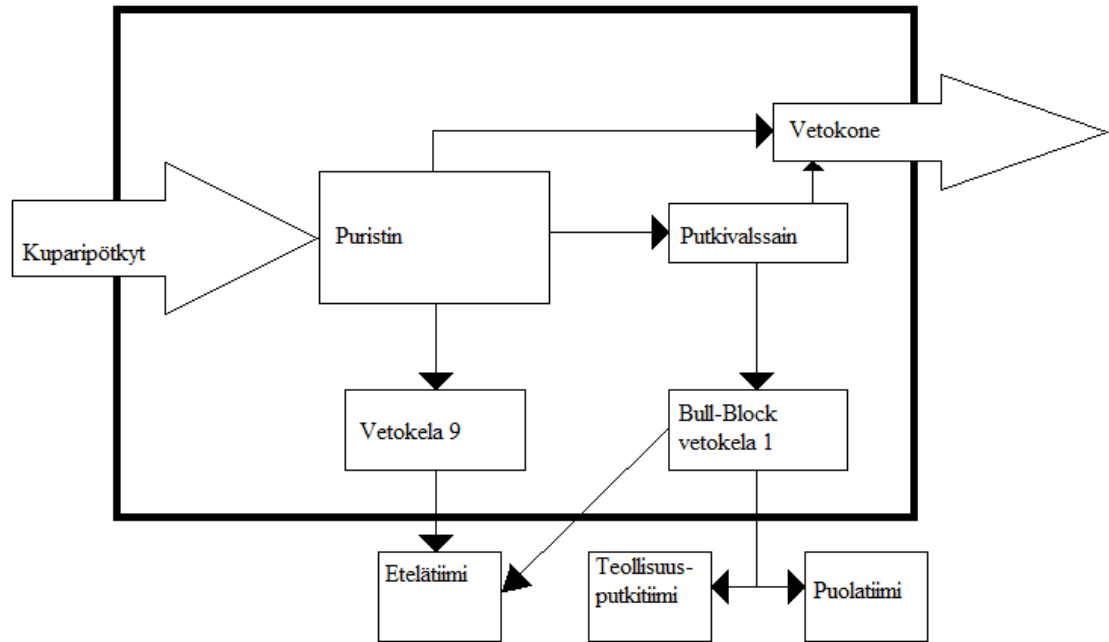 Vetokone
Kuparipötkyt
Puristin
Putkivalssain
Vetokela 9
Bull-Block
vetokela 1
Etelätiimi
Teollisuus-
putkitiimi
Puolatiimi